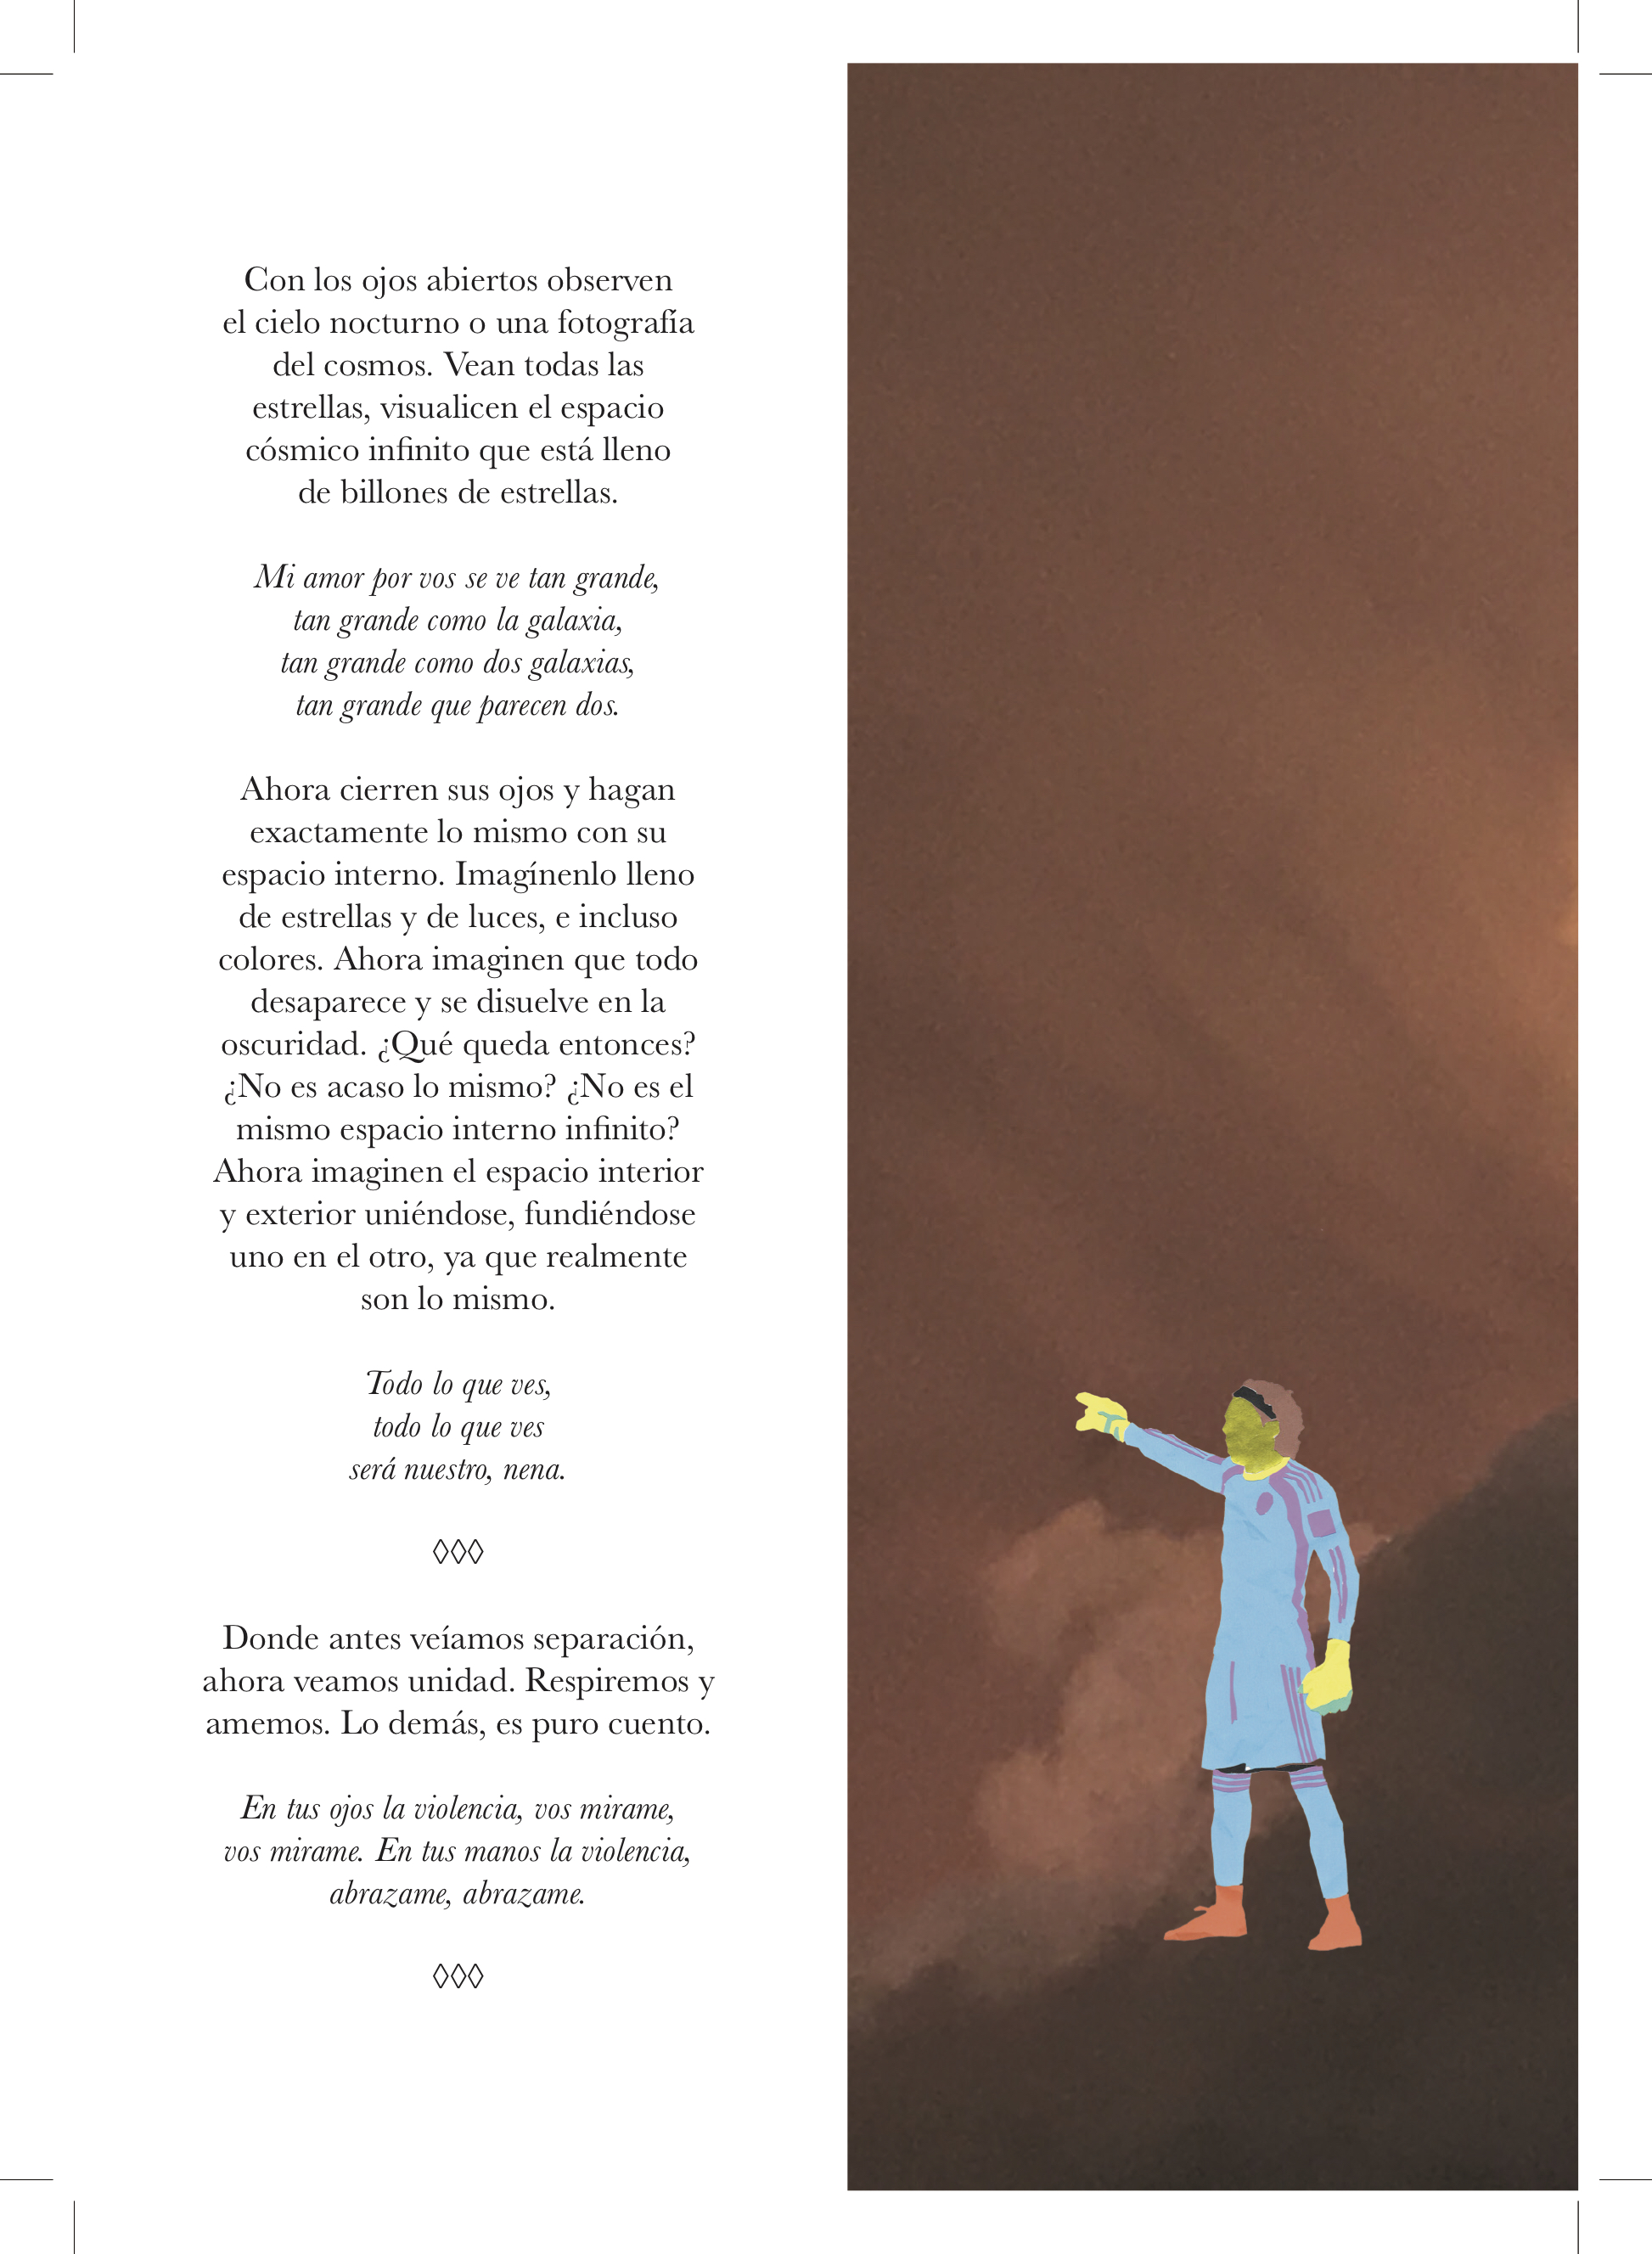 Con los ojos abiertos observen
el cielo nocturno o una fotografía
del cosmos. Vean todas las
estrellas, visualicen el espacio
cósmico infinito que está lleno
de billones de estrellas.
Mi amor por vos se ve tan grande,
tan grande como la galaxia,
tan grande como dos galaxias,
tan grande que parecen dos.
Ahora cierren sus ojos y hagan
exactamente lo mismo con su
espacio interno. Imagínenlo lleno
de estrellas y de luces, e incluso
colores. Ahora imaginen que todo
desaparece y se disuelve en la
oscuridad. ¿Qué queda entonces?
¿No es acaso lo mismo? ¿No es el
mismo espacio interno infinito?
Ahora imaginen el espacio interior
y exterior uniéndose, fundiéndose
uno en el otro, ya que realmente
son lo mismo.
Todo lo que ves,
todo lo que ves
será nuestro, nena.
◊◊◊
Donde antes veíamos separación,
ahora veamos unidad. Respiremos y
amemos. Lo demás, es puro cuento.
En tus ojos la violencia, vos mirame,
vos mirame. En tus manos la violencia,
abrazame, abrazame.
◊◊◊